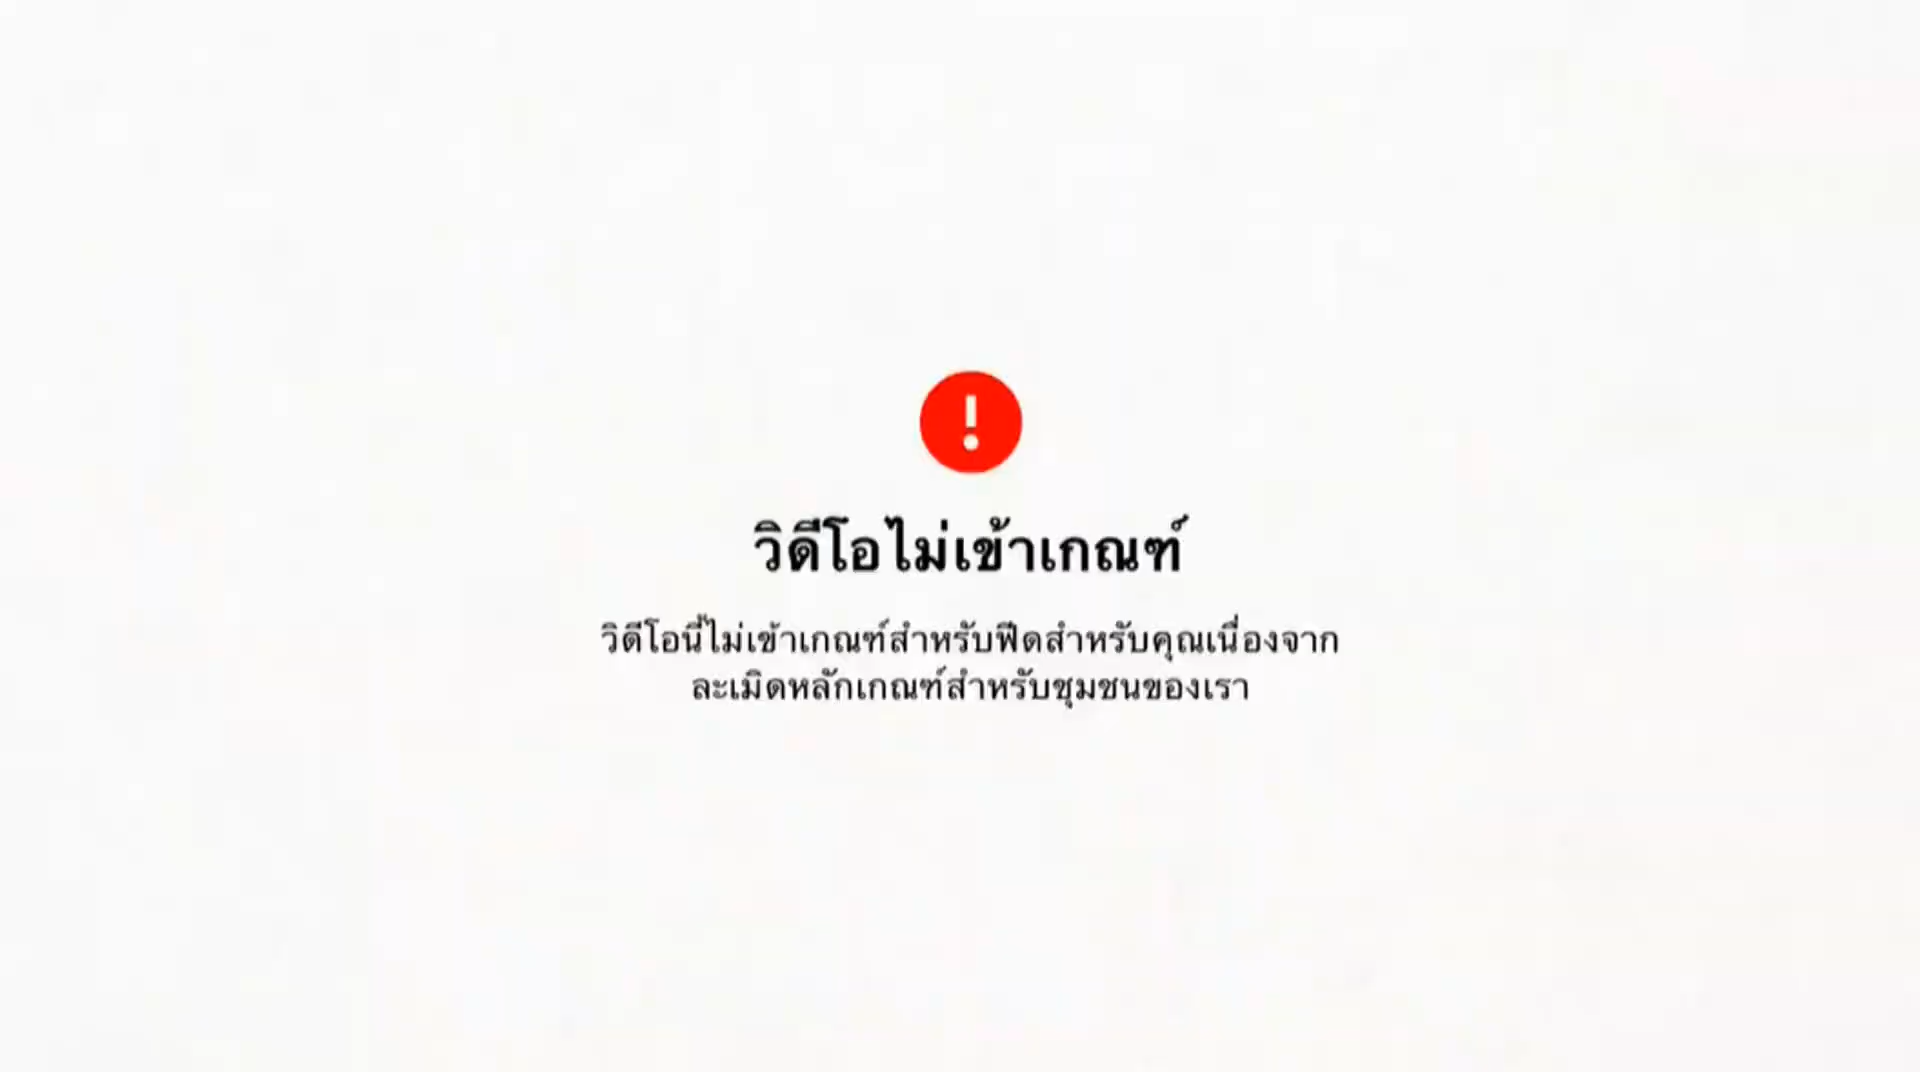 วิดีโอไม่เข้าเกณฑ์
วิดีโอนี้ไม่เข้าเกณฑ์สำหรับฟีดสำหรับคุณเนื่องจาก
ละเมิดหลักเกณฑ์สำหรับชุมชนของเรา